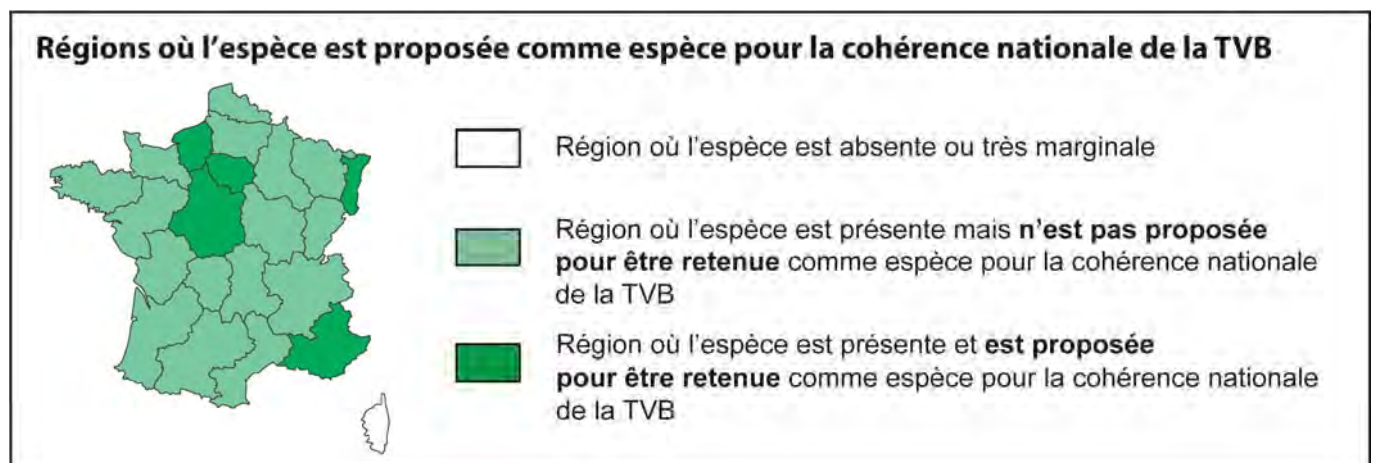 Régions où l'espèce est proposée comme espèce pour la cohérence nationale de la TVB
Région où l'espèce est absente ou très marginale
Région où l'espèce est présente mais n'est pas proposée
pour être retenue comme espèce pour la cohérence nationale
de la TVB
Région où l'espèce est présente et est proposée
pour être retenue comme espèce pour la cohérence nationale
de la TVB